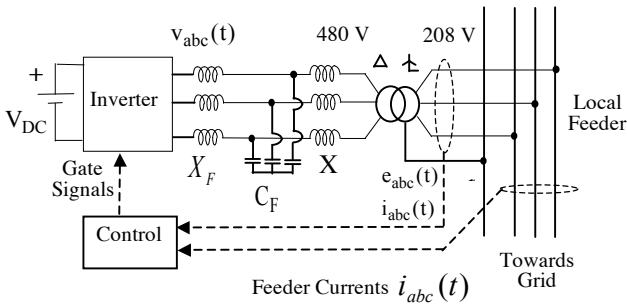 v_abc(t)
480 V
208 V
+
Inverter
V_DC
Local
Feeder
X_F
X
Gate
Signals
C_F
e_abc(t)
i_abc(t)
Control
Towards
Grid
Feeder Currents i_abc(t)